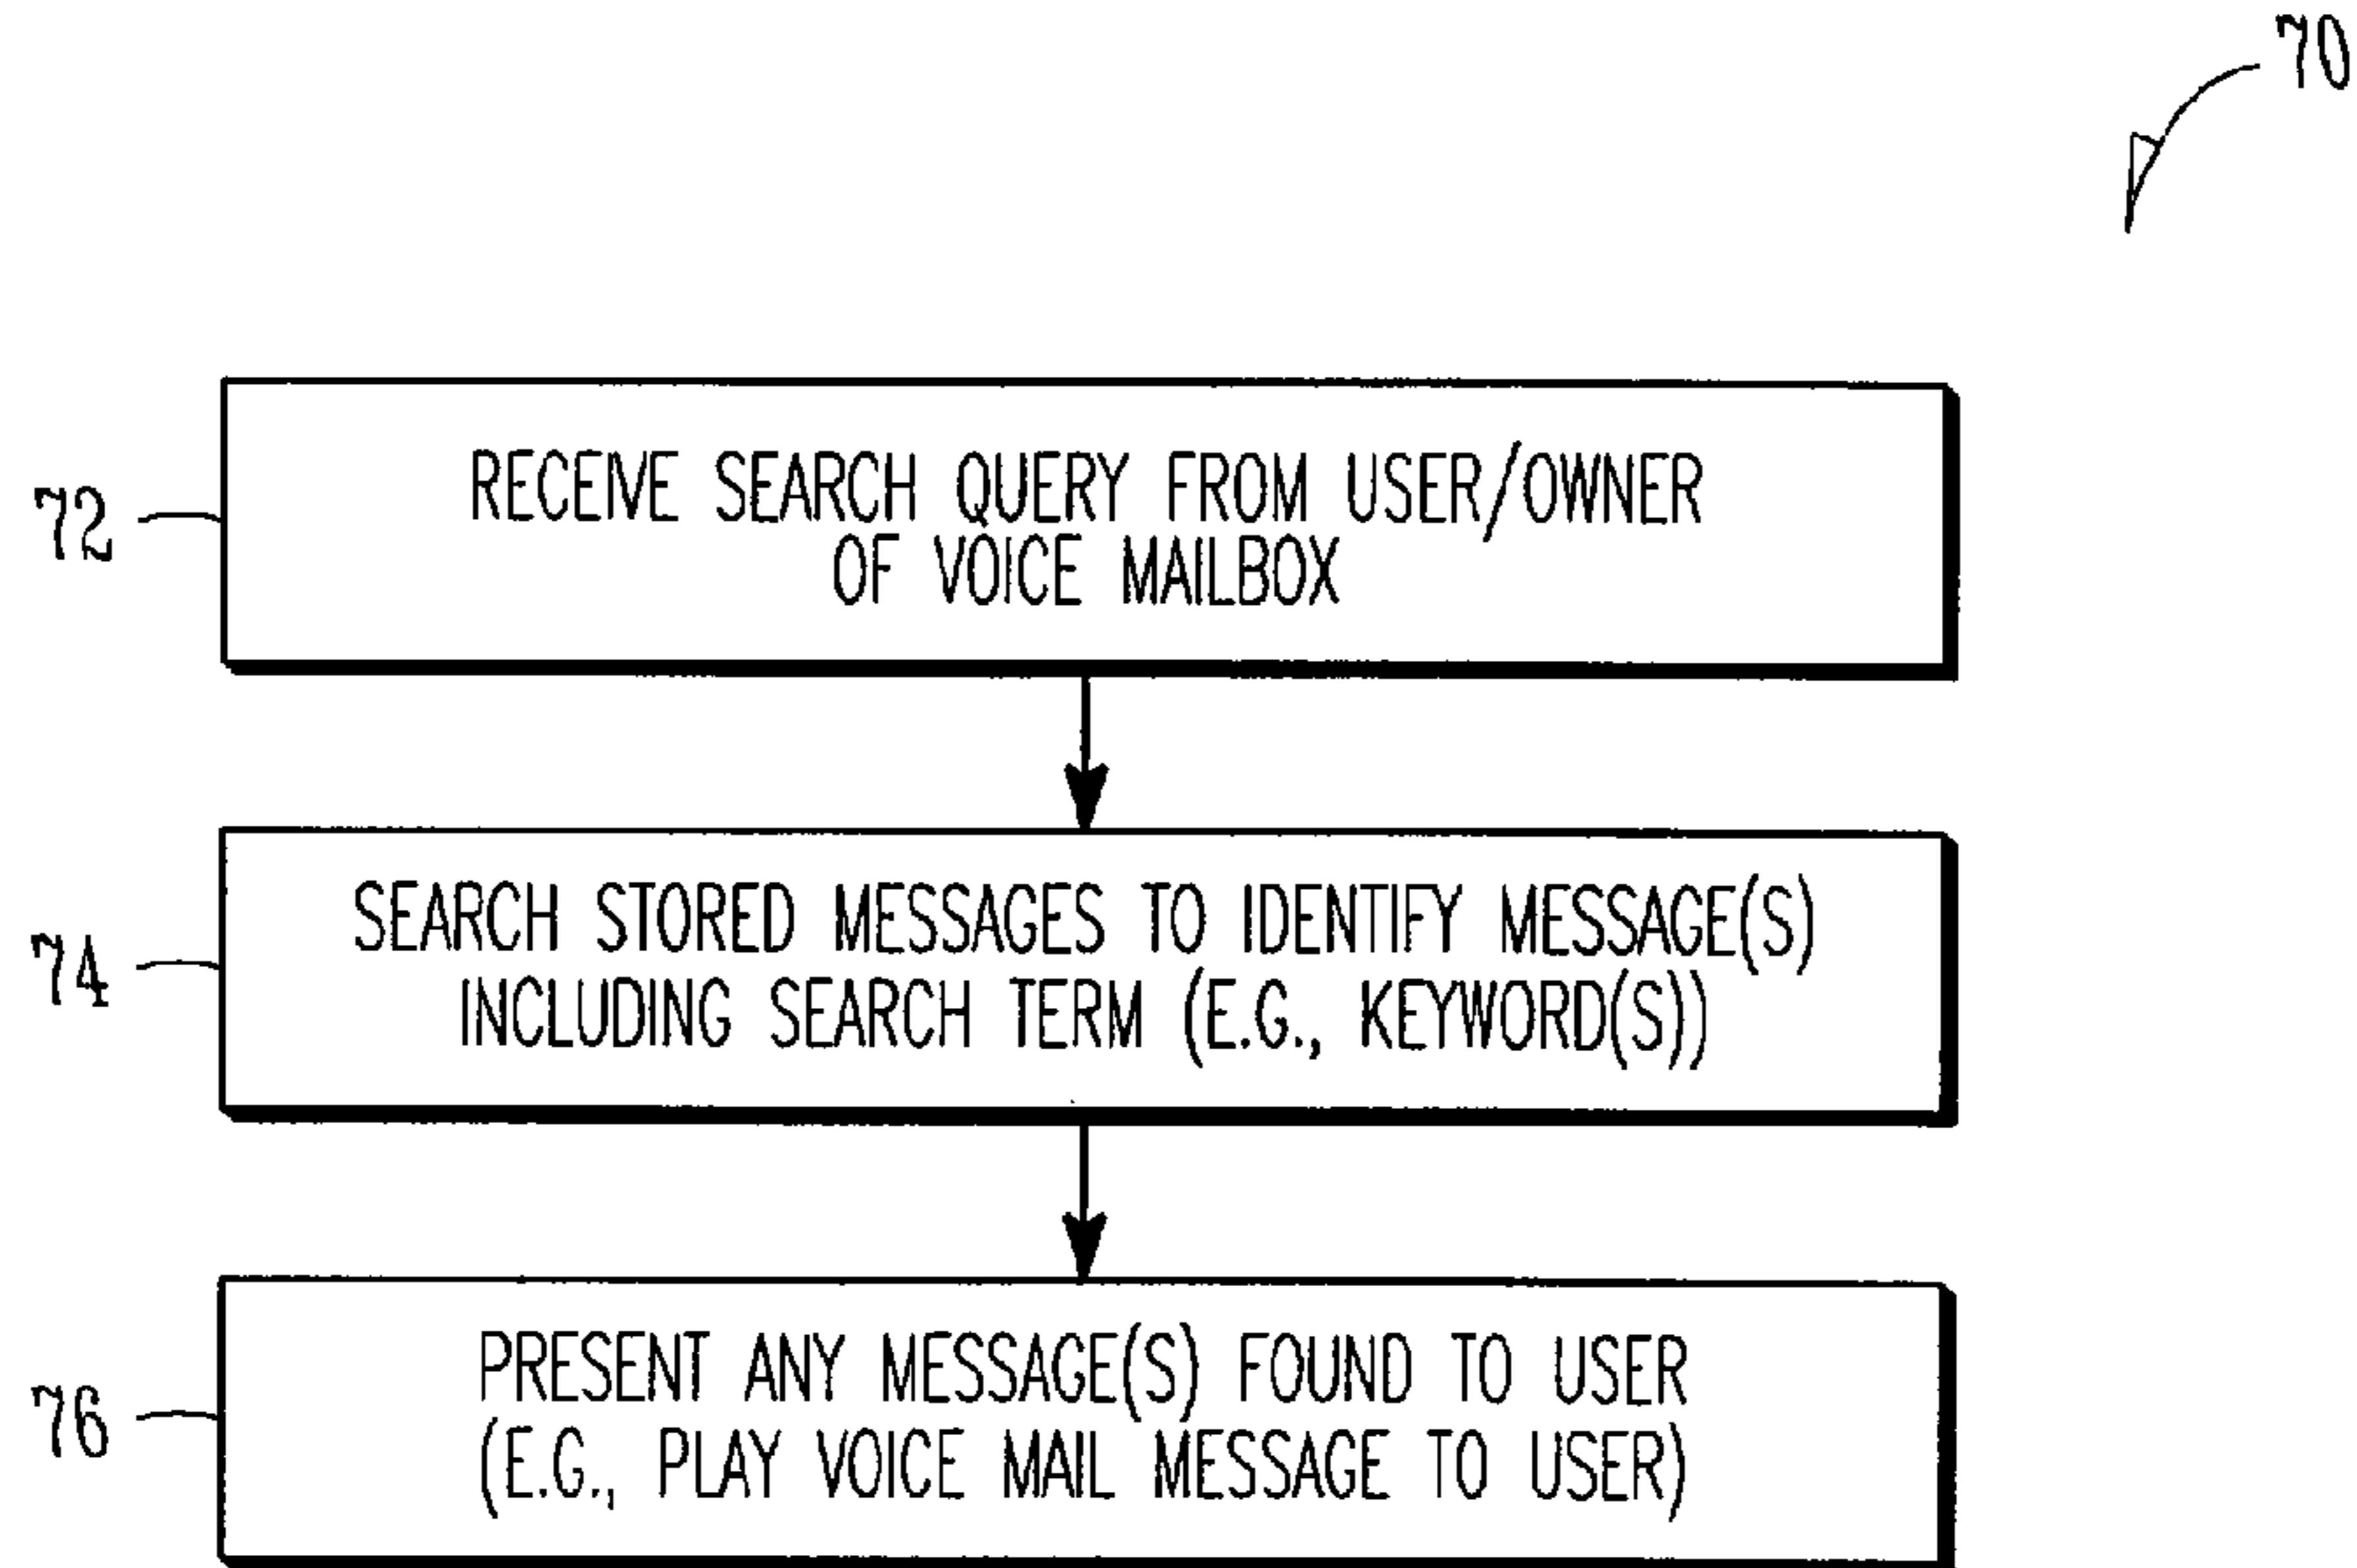 70
72
RECEIVE SEARCH QUERY FROM USER/OWNER
OF VOICE MAILBOX
74
SEARCH STORED MESSAGES TO IDENTIFY MESSAGE(S)
INCLUDING SEARCH TERM (E.G., KEYWORD(S))
76
PRESENT ANY MESSAGE(S) FOUND TO USER
(E.G., PLAY VOICE MAIL MESSAGE TO USER)